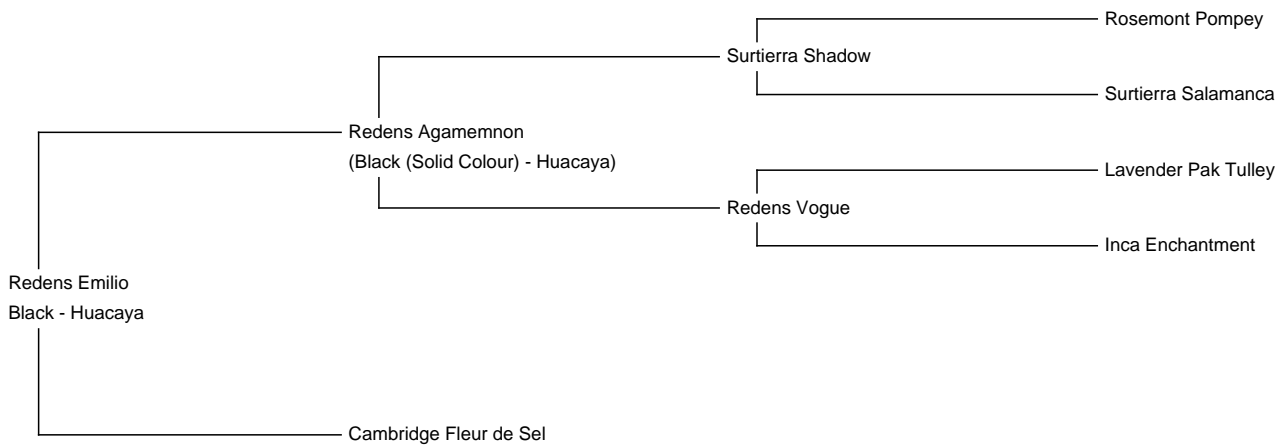 Rosemont Pompey
Surtierra Shadow
Surtierra Salamanca
Redens Agamemnon
(Black (Solid Colour) - Huacaya)
Lavender Pak Tulley
Redens Vogue
Inca Enchantment
Redens Emilio
Black - Huacaya
Cambridge Fleur de Sel